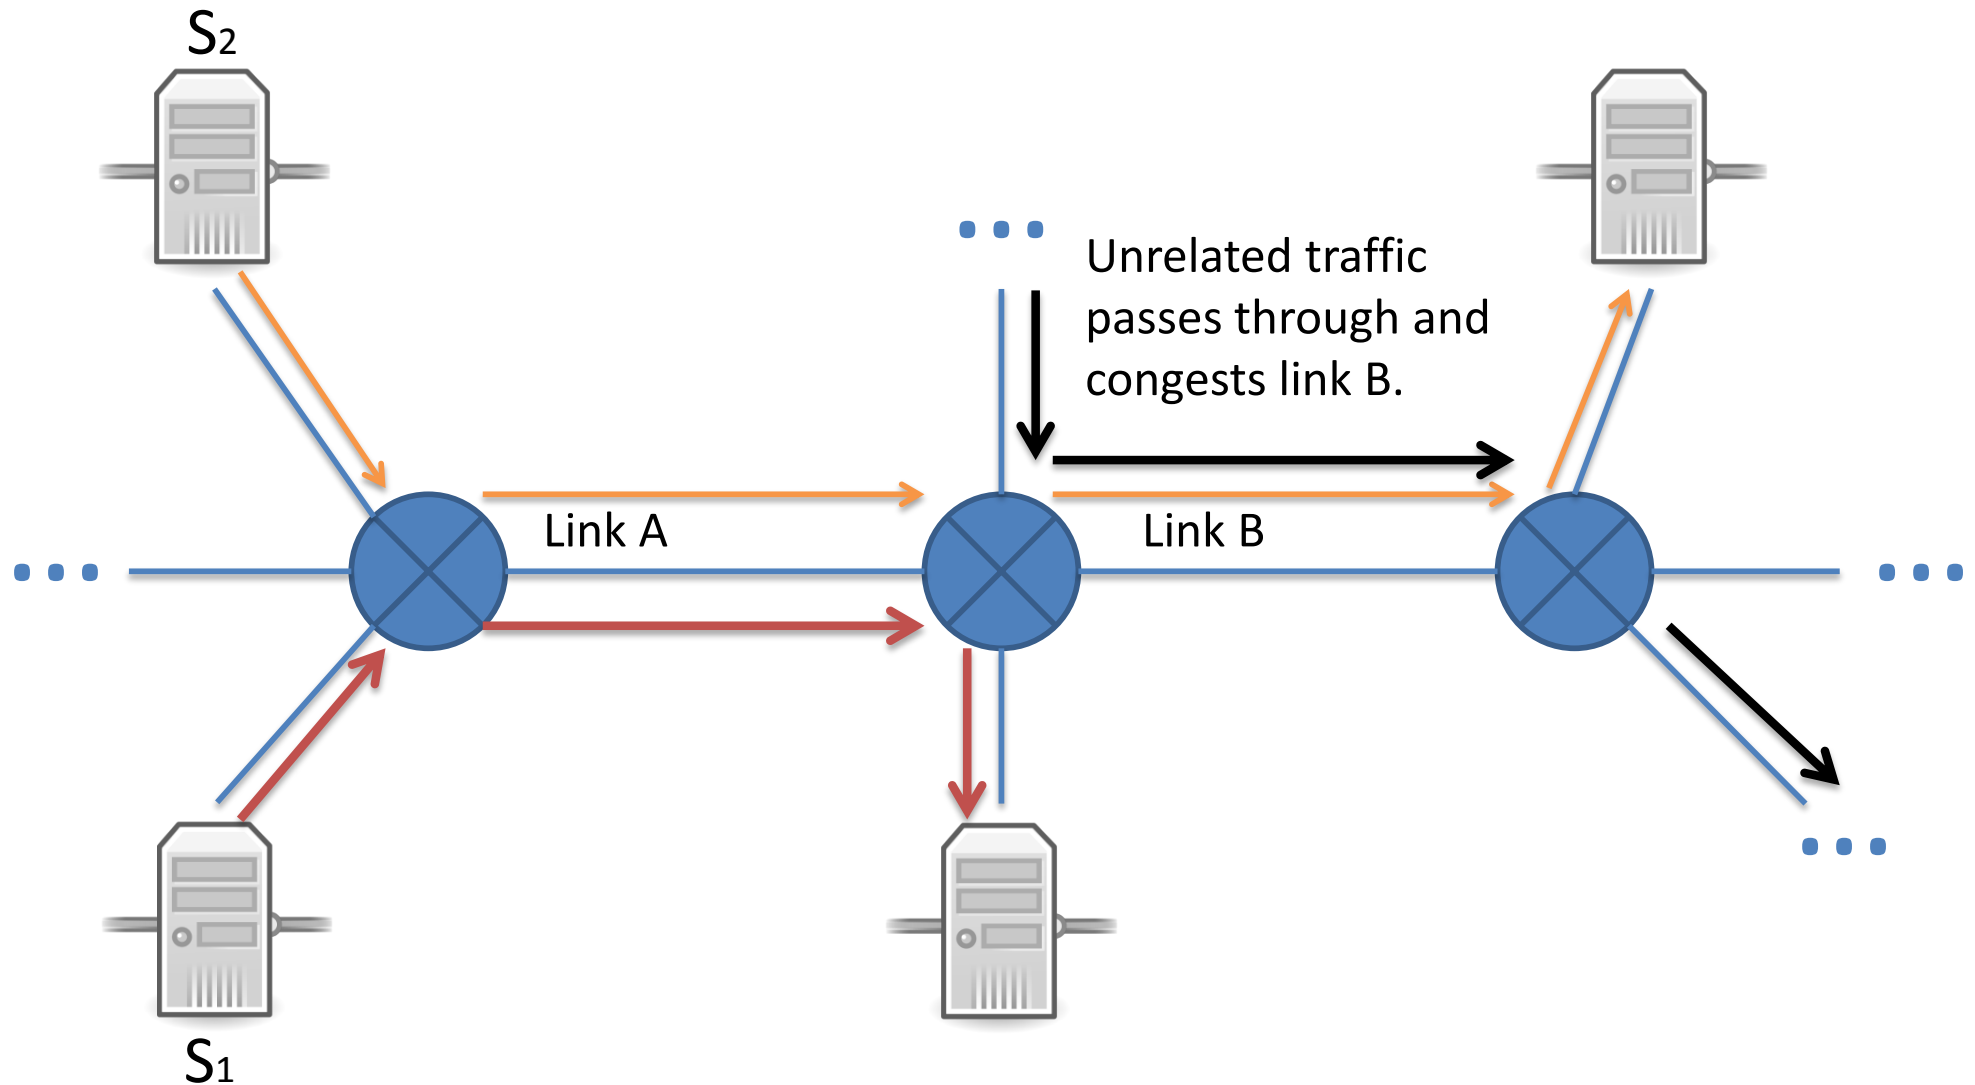 S2
Unrelated traffic
passes through and
congests link B.
Link A
Link B
S1